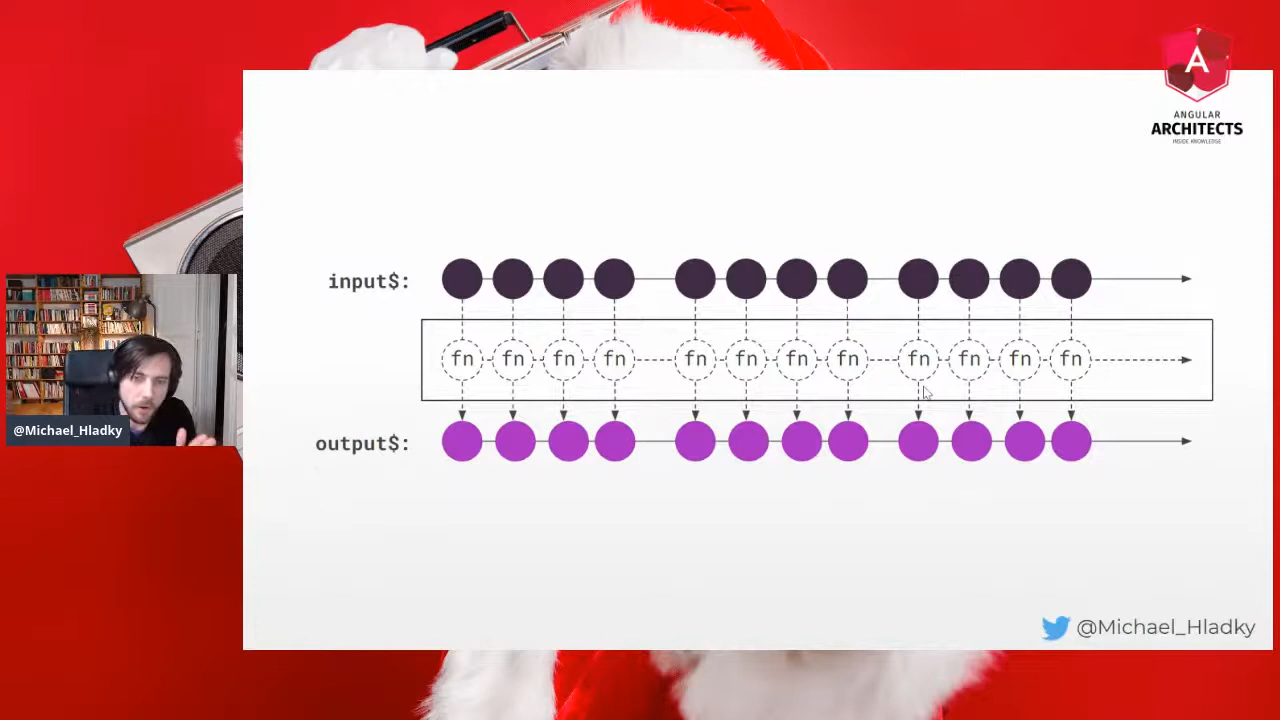 A
ANGULAR
ARCHITECTS
INSIDE KNOWLEDGE
input$:
fn fn fn fn fn fn fn fn fn fn fn fn
output$:
@Michael_Hladky
@Michael_Hladky